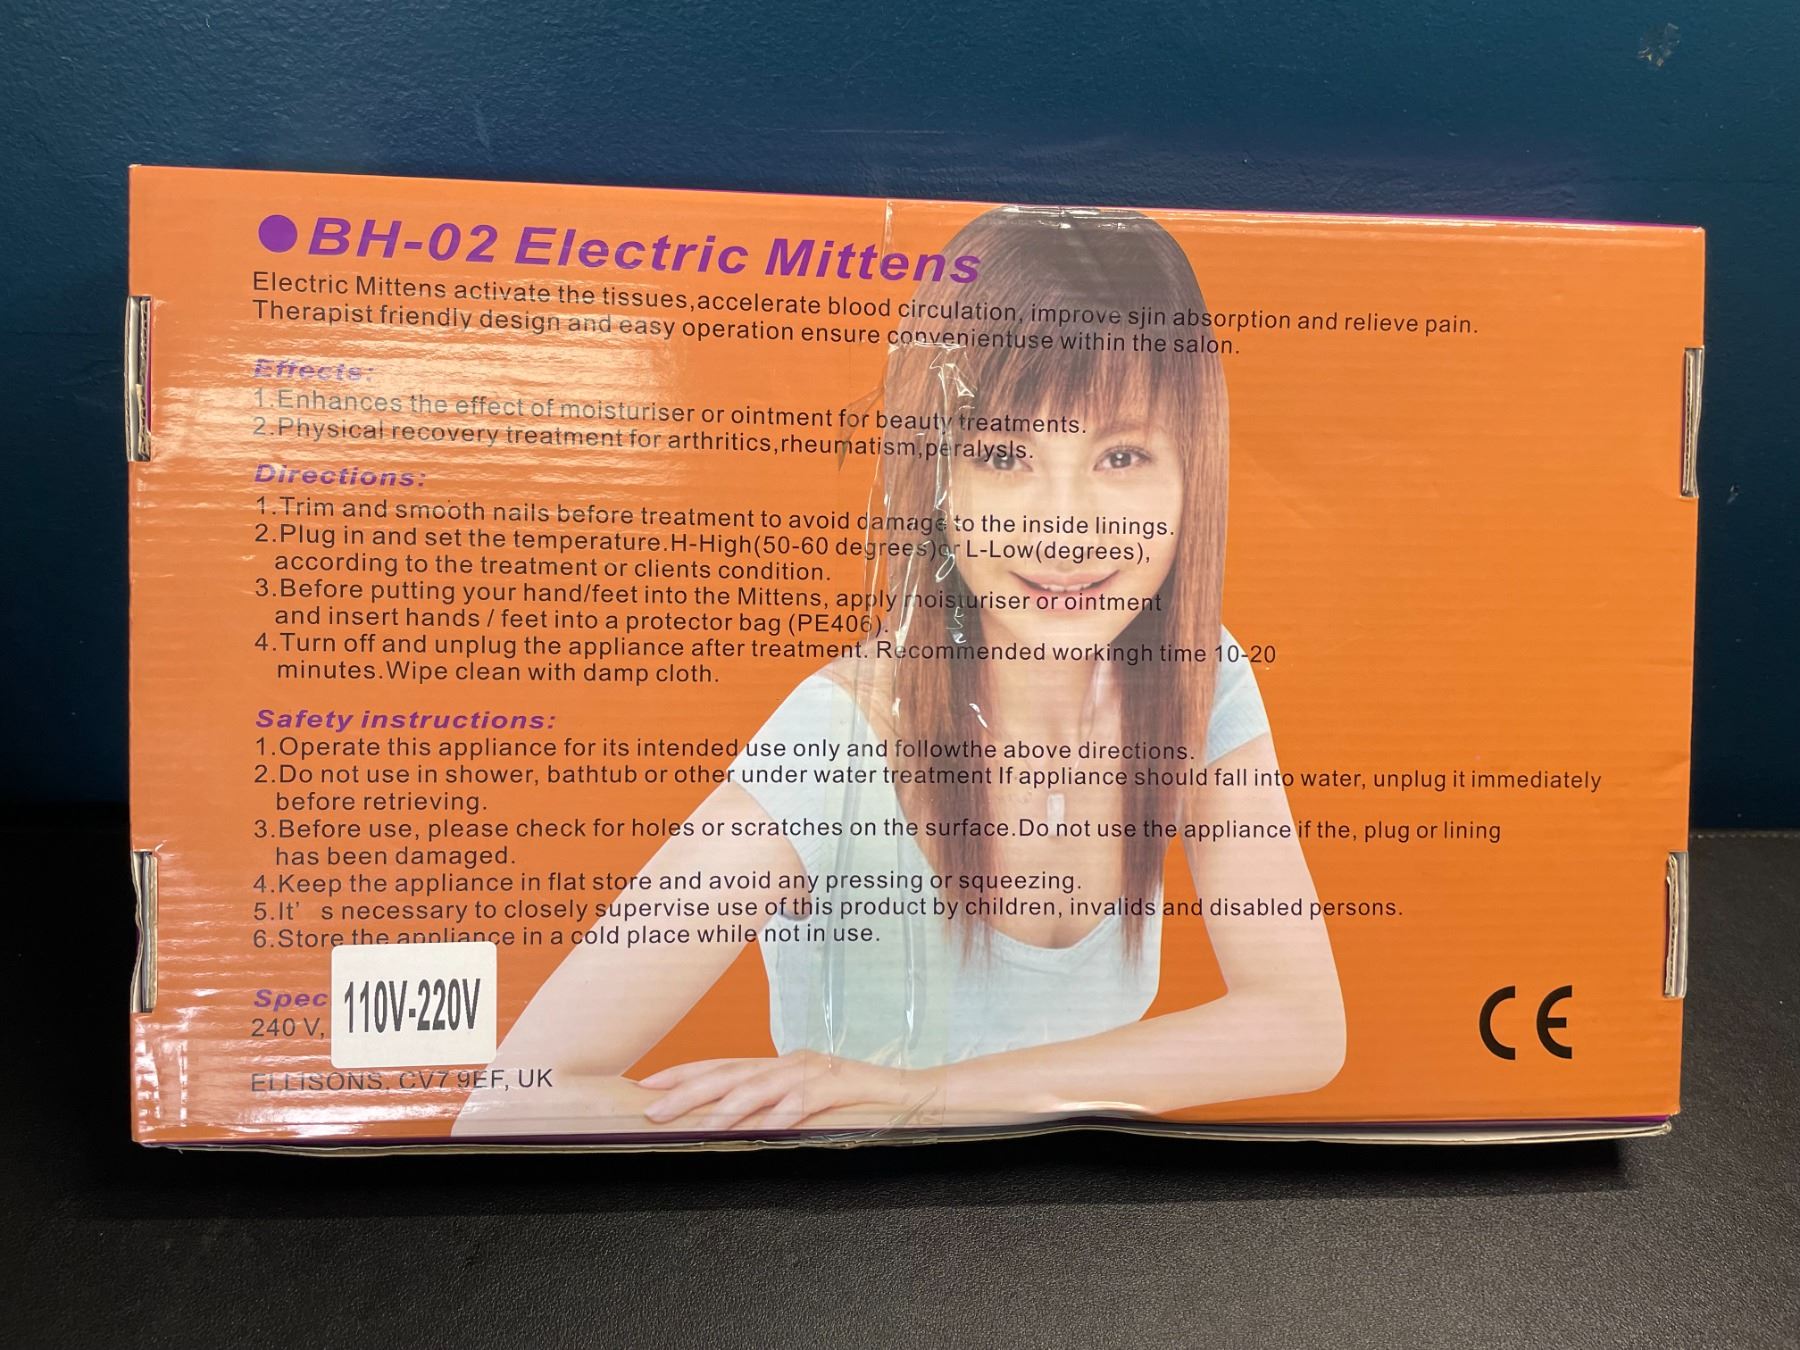 ●BH-02 Electric Mittens
Electric Mittens activate the tissues,accelerate blood circulation, improve sjin absorption and relieve pain.
Therapist friendly design and easy operation ensure convenientuse within the salon.
Effects:
1.Enhances the effect of moisturiser or ointment for beauty treatments.
2.Physical recovery treatment for arthritics,rheumatism,peralysls.
Directions:
1.Trim and smooth nails before treatment to avoid damage to the inside linings.
2.Plug in and set the temperature.H-High(50-60 degrees)or L-Low(degrees),
according to the treatment or clients condition.
3.Before putting your hand/feet into the Mittens, apply moisturiser or ointment
and insert hands / feet into a protector bag (PE406).
4.Turn off and unplug the appliance after treatment. Recommended workingh time 10-20
minutes.Wipe clean with damp cloth.
Safety instructions:
1.Operate this appliance for its intended use only and followthe above directions.
2.Do not use in shower, bathtub or other under water treatment If appliance should fall into water, unplug it immediately
before retrieving.
3.Before use, please check for holes or scratches on the surface.Do not use the appliance if the, plug or lining
has been damaged.
4.Keep the appliance in flat store and avoid any pressing or squeezing.
5.It' s necessary to closely supervise use of this product by children, invalids and disabled persons.
6.Store the appliance in a cold place while not in use.
Spec
240 V,
110V-220V
ELLISONS, CV7 9EF, UK
CE